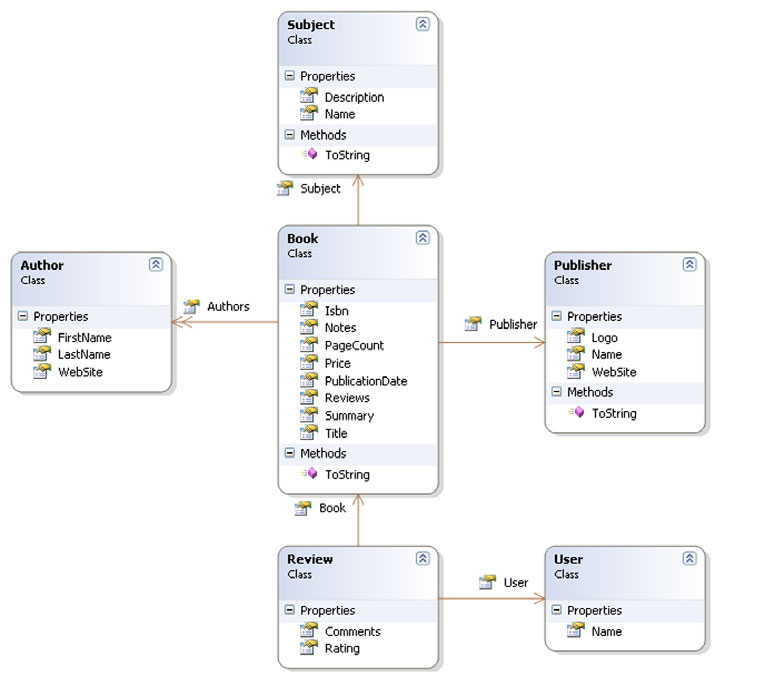 Subject
Class
Properties
Description
Name
Methods
ToString
Subject
Book
Class
Properties
Isbn
Notes
PageCount
Price
PublicationDate
Reviews
Summary
Title
Methods
ToString
Author
Class
Properties
FirstName
LastName
WebSite
Authors
Publisher
Publisher
Class
Properties
Logo
Name
WebSite
Methods
ToString
Book
Review
Class
Properties
Comments
Rating
User
User
Class
Properties
Name